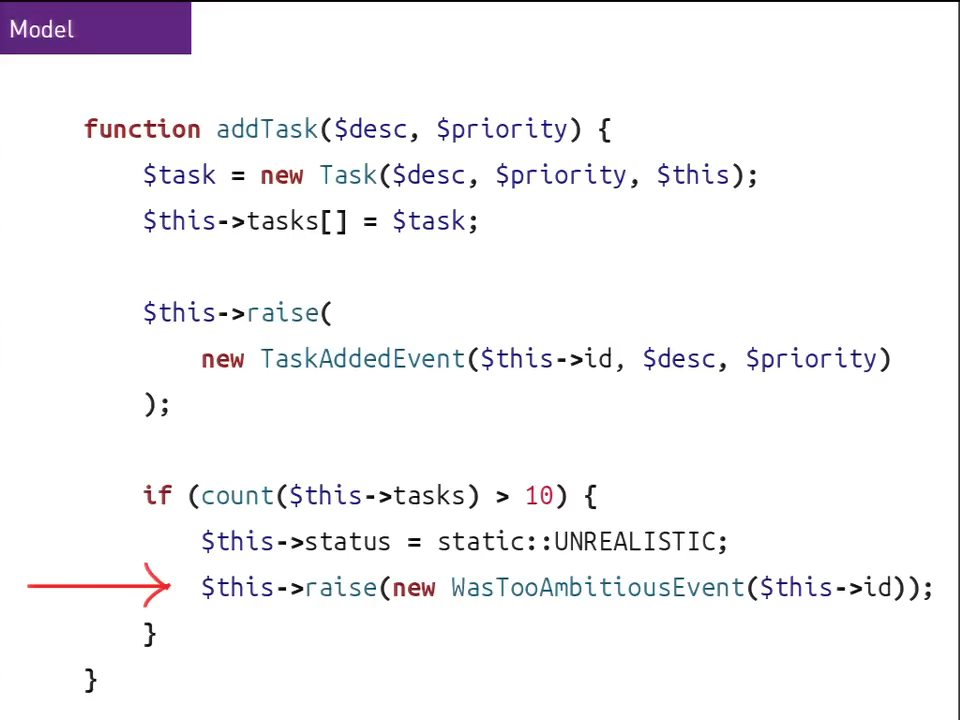 Model
function addTask($desc, $priority) {
    $task = new Task($desc, $priority, $this);
    $this->tasks[] = $task;
    $this->raise(
        new TaskAddedEvent($this->id, $desc, $priority)
    );
    if (count($this->tasks) > 10) {
        $this->status = static::UNREALISTIC;
        $this->raise(new WasTooAmbitiousEvent($this->id));
    }
}